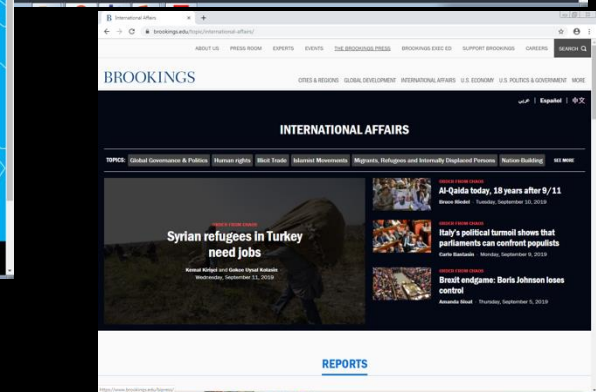 International Affairs
brookings.edu/topic/international-affairs/
ABOUT US PRESS ROOM EXPERTS EVENTS THE BROOKINGS PRESS BROOKINGS EXEC ED SUPPORT BROOKINGS CAREERS SEARCH
BROOKINGS
CITIES & REGIONS GLOBAL DEVELOPMENT INTERNATIONAL AFFAIRS U.S. ECONOMY U.S. POLITICS & GOVERNMENT MORE
عربي | Español | 中文
INTERNATIONAL AFFAIRS
TOPICS: Global Governance & Politics Human rights Illicit Trade Islamist Movements Migrants, Refugees and Internally Displaced Persons Nation-Building SEE MORE
ORDER FROM CHAOS
Syrian refugees in Turkey
need jobs
Kemal Kirişci and Gokce Uysal Kolasin
Wednesday, September 11, 2019
ORDER FROM CHAOS
Al-Qaida today, 18 years after 9/11
Bruce Riedel - Tuesday, September 10, 2019
ORDER FROM CHAOS
Italy's political turmoil shows that
parliaments can confront populists
Carlo Bastasin - Monday, September 9, 2019
ORDER FROM CHAOS
Brexit endgame: Boris Johnson loses
control
Amanda Sloat - Thursday, September 5, 2019
REPORTS
https://www.brookings.edu/bipress/